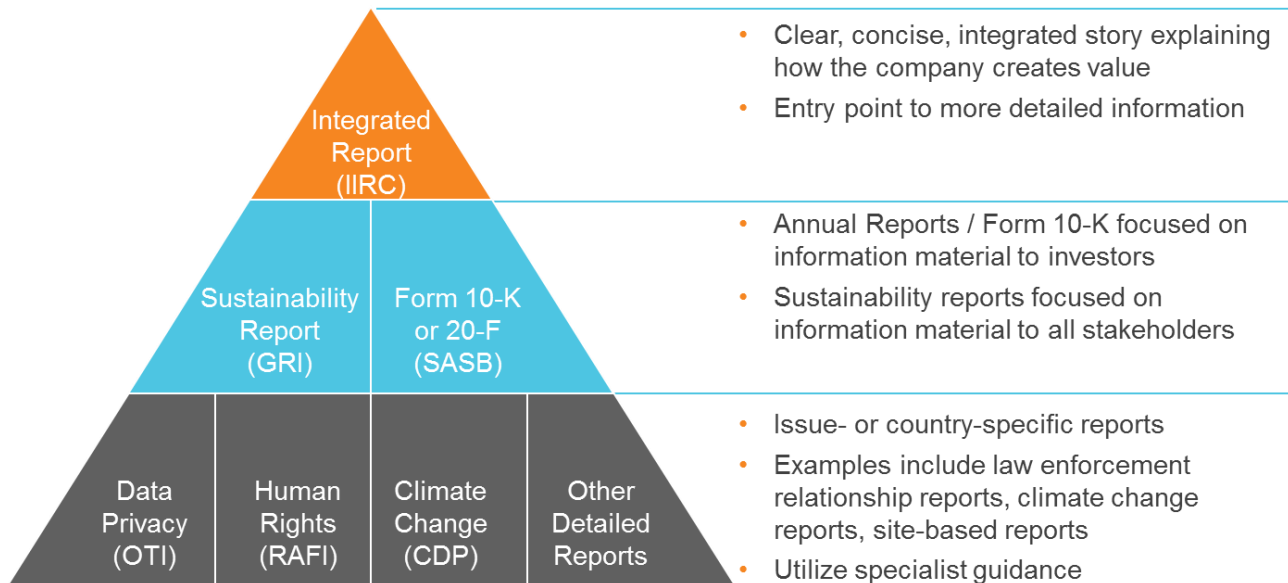 Integrated
Report
(IIRC)
Sustainability
Report
(GRI)
Form 10-K
or 20-F
(SASB)
Data
Privacy
(OTI)
Human
Rights
(RAFI)
Climate
Change
(CDP)
Other
Detailed
Reports
• Clear, concise, integrated story explaining
how the company creates value
• Entry point to more detailed information
• Annual Reports / Form 10-K focused on
information material to investors
• Sustainability reports focused on
information material to all stakeholders
• Issue- or country-specific reports
• Examples include law enforcement
relationship reports, climate change
reports, site-based reports
• Utilize specialist guidance